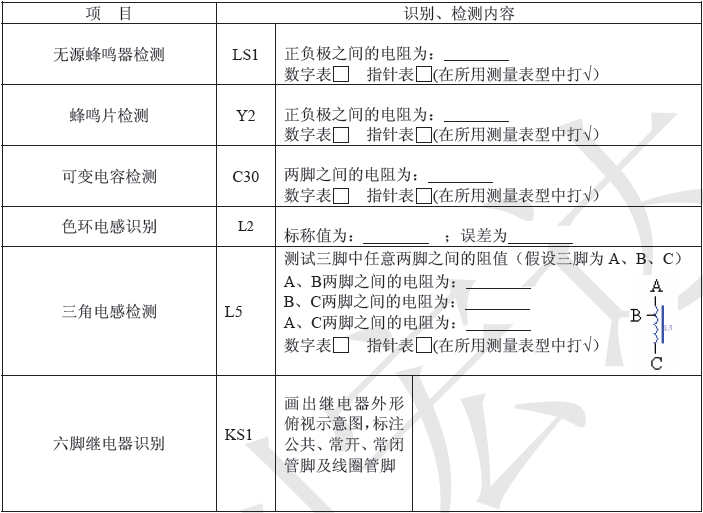 项 目 识别、检测内容
无源蜂鸣器检测 LS1 正负极之间的电阻为：________
数字表□ 指针表□(在所用测量表型中打√)
蜂鸣片检测 Y2 正负极之间的电阻为：________
数字表□ 指针表□(在所用测量表型中打√)
可变电容检测 C30 两脚之间的电阻为：________
数字表□ 指针表□(在所用测量表型中打√)
色环电感识别 L2 标称值为：________ ；误差为________
三角电感检测 L5
测试三脚中任意两脚之间的阻值（假设三脚为 A、B、C）
A、B两脚之间的电阻为：________
B、C两脚之间的电阻为：________
A、C两脚之间的电阻为：________
数字表□ 指针表□(在所用测量表型中打√)
A
B
L5
C
六脚继电器识别 KS1
画出继电器外形
俯视示意图，标注
公共、常开、常闭
管脚及线圈管脚